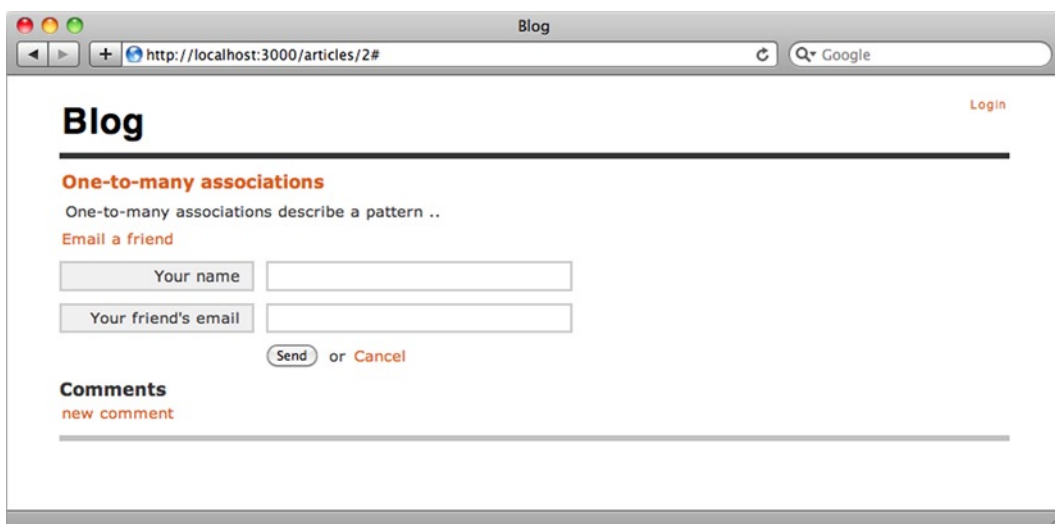 Blog
+ http://localhost:3000/articles/2# Google
Login
Blog
One-to-many associations
One-to-many associations describe a pattern ..
Email a friend
Your name
Your friend's email
Send or Cancel
Comments
new comment